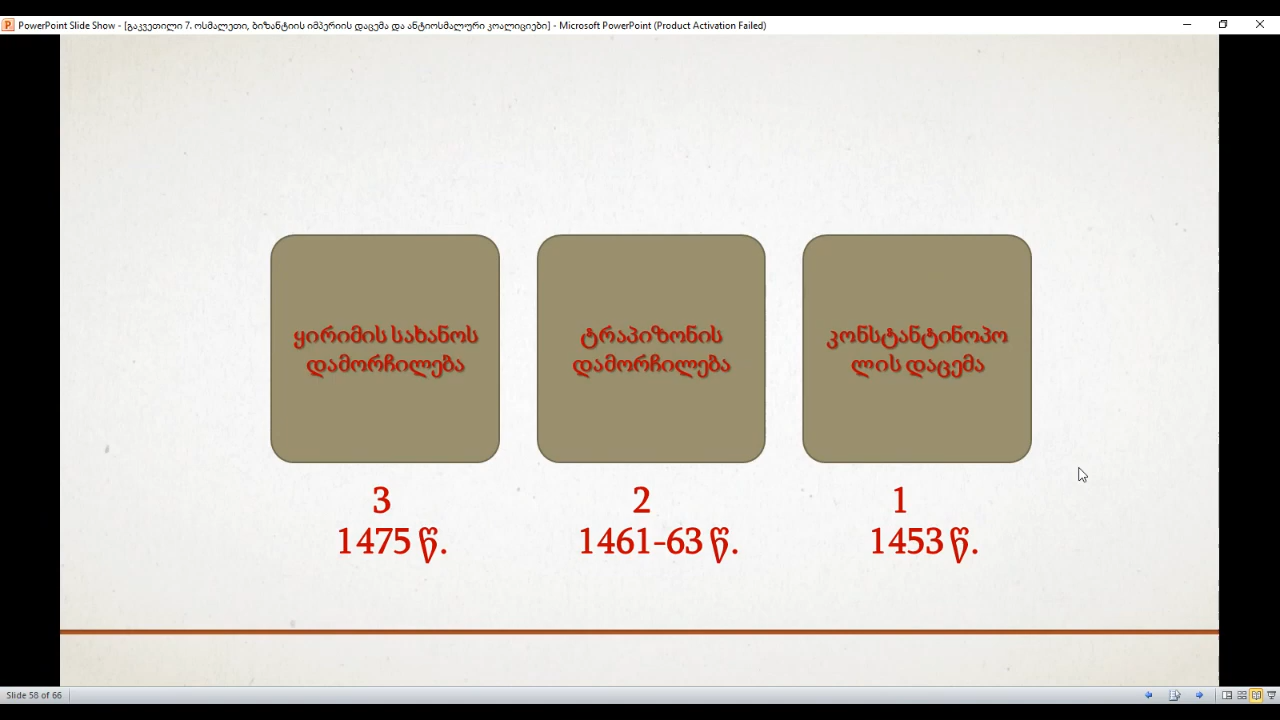 PowerPoint Slide Show - [გაკვეთილი 7. ოსმალეთი, ბიზანტიის იმპერიის დაცემა და ანტიოსმალური კოალიციები] - Microsoft PowerPoint (Product Activation Failed)
ყირიმის სახანოს
დამორჩილება
ტრაპიზონის
დამორჩილება
კონსტანტინოპო
ლის დაცემა
3
1475 წ.
2
1461-63 წ.
1
1453 წ.
Slide 58 of 66